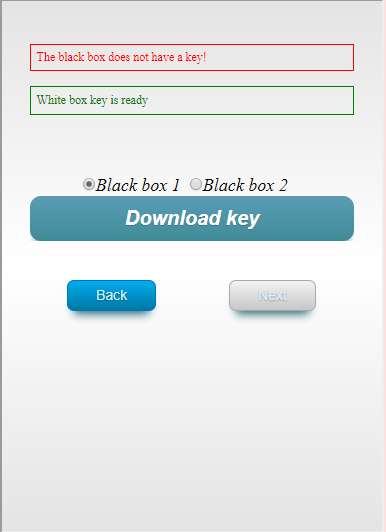 The black box does not have a key!
White box key is ready
Black box 1 Black box 2
Download key
Back Next